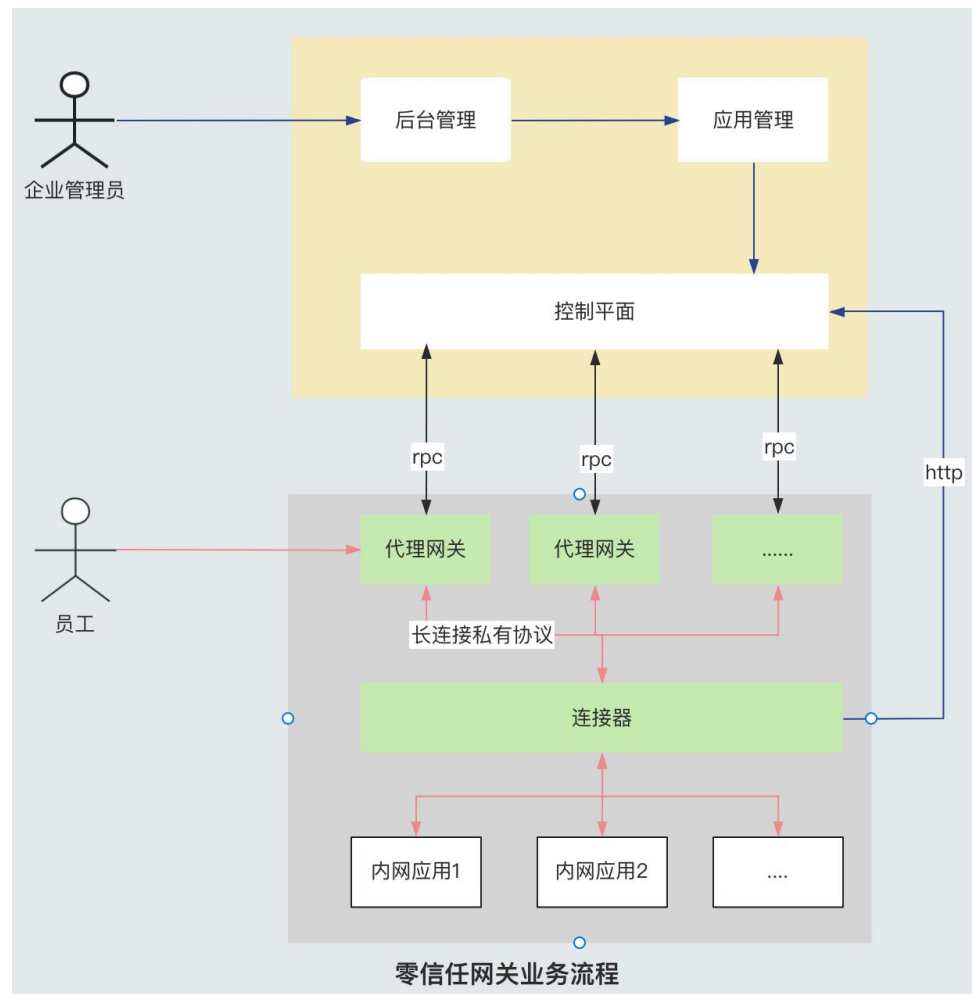 后台管理
应用管理
企业管理员
控制平面
rpc
rpc
rpc
http
代理网关
代理网关
......
员工
长连接私有协议
连接器
内网应用1
内网应用2
....
零信任网关业务流程